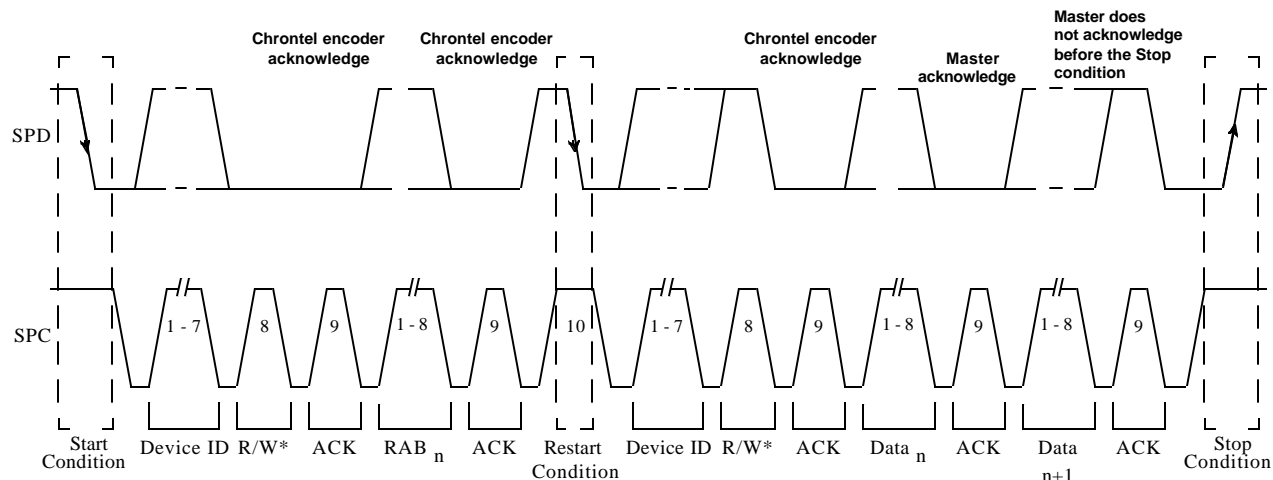 Chrontel encoder
acknowledge
Chrontel encoder
acknowledge
Chrontel encoder
acknowledge
Master
acknowledge
Master does
not acknowledge
before the Stop
condition
SPD
SPC
1 - 7
8
9
1 - 8
9
10
1 - 7
8
9
1 - 8
9
1 - 8
9
Start
Condition
Device ID
R/W*
ACK
RAB n
ACK
Restart
Condition
Device ID
R/W*
ACK
Data n
ACK
Data
n+1
ACK
Stop
Condition